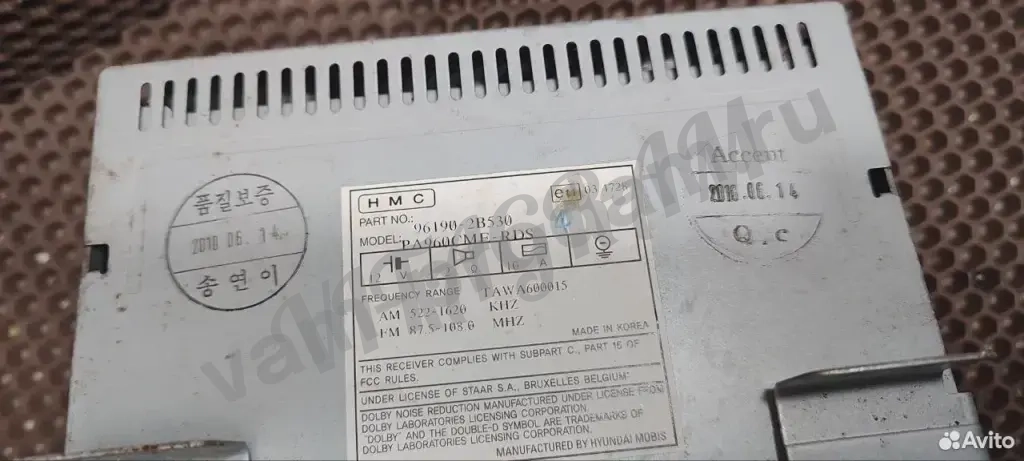 품질보증
2010 06. 14
송연이
HMC
e11 03 4728
PART NO.: 96190-2B530
MODEL: PA960CME-RDS
V
Ω
A
FREQUENCY RANGE TAWA600015
AM 522-1620 KHZ
FM 87.5-108.0 MHZ
MADE IN KOREA
THIS RECEIVER COMPLIES WITH SUBPART C., PART 15 OF
FCC RULES.
UNDER LICENSE OF STAAR S.A., BRUXELLES BELGIUM
DOLBY NOISE REDUCTION MANUFACTURED UNDER LICENSE FROM
DOLBY LABORATORIES LICENSING CORPORATION.
"DOLBY" AND THE DOUBLE-D SYMBOL ARE TRADEMARKS OF
DOLBY LABORATORIES LICENSING CORPORATION.
MANUFACTURED BY HYUNDAI MOBIS
Accent
2010.06.14
Q.c
Avito